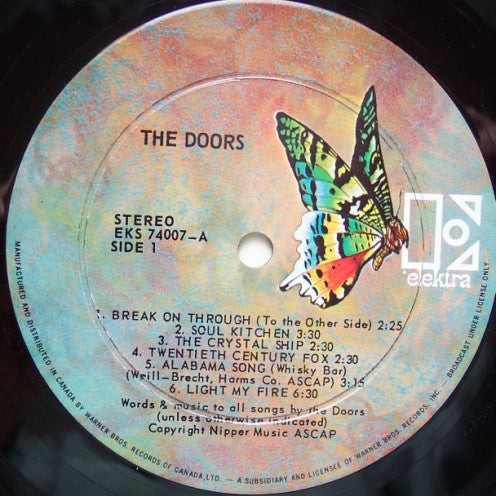 THE DOORS
STEREO
EKS 74007-A
SIDE 1
elektra
1. BREAK ON THROUGH (To the Other Side) 2:25
2. SOUL KITCHEN 3:30
3. THE CRYSTAL SHIP 2:30
4. TWENTIETH CENTURY FOX 2:30
5. ALABAMA SONG (Whisky Bar)
(Weill-Brecht, Harms Co. ASCAP) 3:15
6. LIGHT MY FIRE 6:30
Words & music to all songs by the Doors
(unless otherwise indicated)
Copyright Nipper Music ASCAP
MANUFACTURED AND DISTRIBUTED IN CANADA BY WARNER BROS. RECORDS OF CANADA, LTD. – A SUBSIDIARY AND LICENSEE OF WARNER BROS. RECORDS INC. – BROADCAST UNDER LICENSE ONLY.